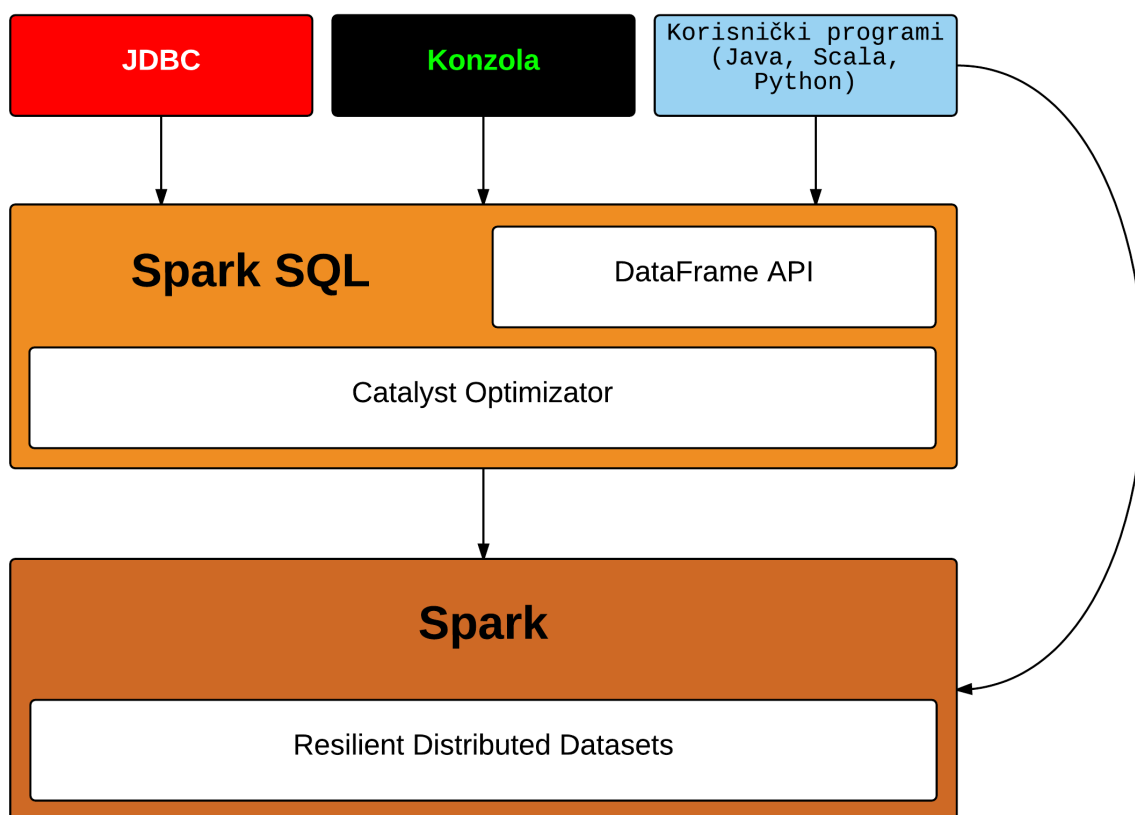 JDBC
Konzola
Korisnički programi
(Java, Scala,
Python)
Spark SQL
DataFrame API
Catalyst Optimizator
Spark
Resilient Distributed Datasets